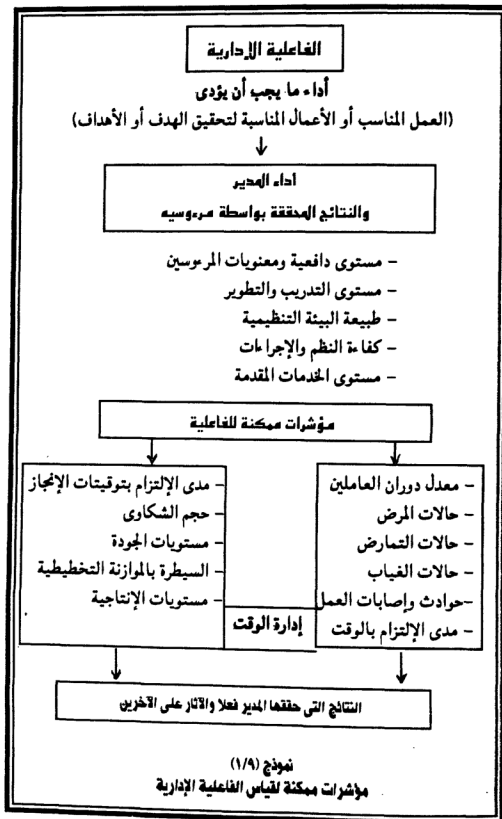 الفاعلية الإدارية
أداء ما يجب أن يؤدى
(العمل المناسب أو الأعمال المناسبة لتحقيق الهدف أو الأهداف)
أداء المدير
والنتائج المحققة بواسطة مرءوسيه
– مستوى دافعية ومعنويات المرءوسين
– مستوى التدريب والتطوير
– طبيعة البيئة التنظيمية
– كفاءة النظم والإجراءات
– مستوى الخدمات المقدمة
مؤشرات ممكنة للفاعلية
– معدل دوران العاملين
– حالات المرض
– حالات التمارض
– حالات الغياب
–حوادث وإصابات العمل
– مدى الإلتزام بالوقت
إدارة الوقت
– مدى الإلتزام بتوقيتات الإنجاز
– حجم الشكاوى
– مستويات الجودة
– السيطرة بالموازنة التخطيطية
– مستويات الإنتاجية
النتائج التى حققها المدير فعلا والآثار على الآخرين
نموذج (١/٩)
مؤشرات ممكنة لقياس الفاعلية الإدارية